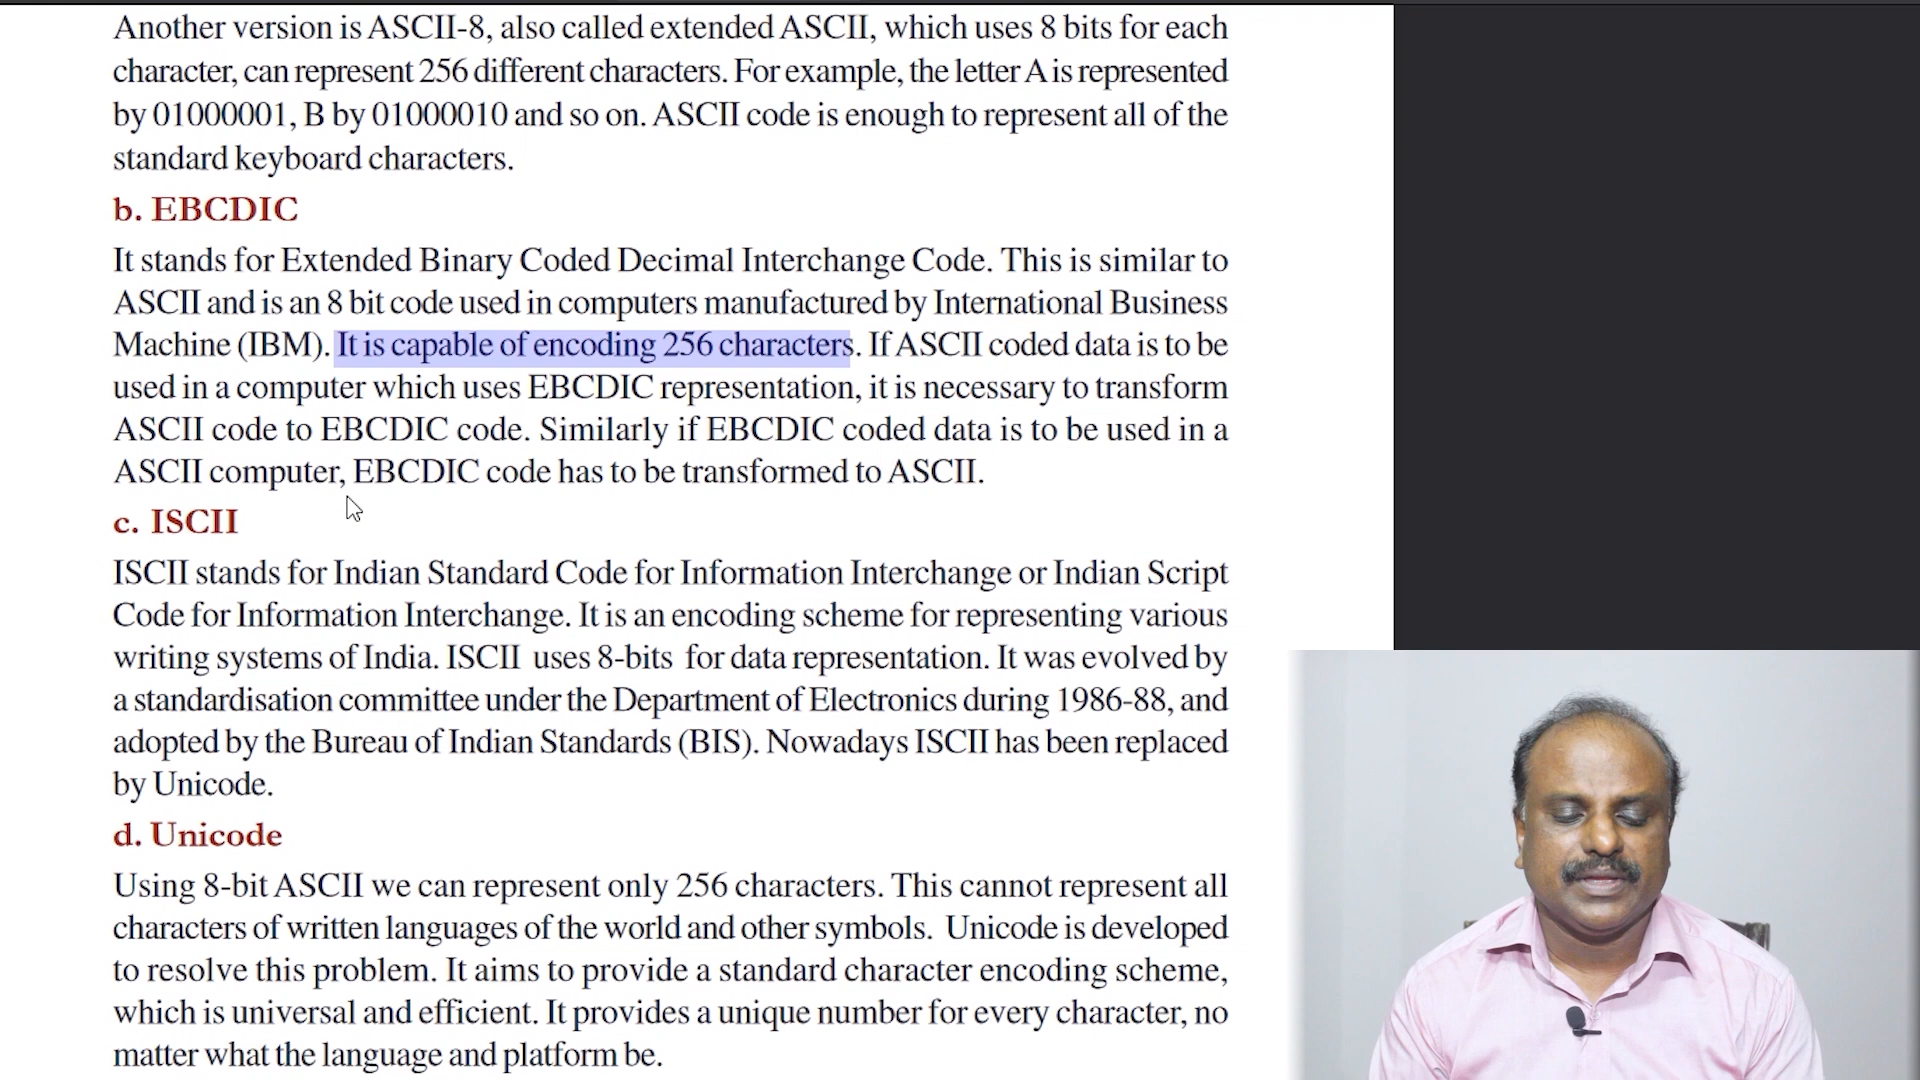 Another version is ASCII-8, also called extended ASCII, which uses 8 bits for each
character, can represent 256 different characters. For example, the letter A is represented
by 01000001, B by 01000010 and so on. ASCII code is enough to represent all of the
standard keyboard characters.
b. EBCDIC
It stands for Extended Binary Coded Decimal Interchange Code. This is similar to
ASCII and is an 8 bit code used in computers manufactured by International Business
Machine (IBM). It is capable of encoding 256 characters. If ASCII coded data is to be
used in a computer which uses EBCDIC representation, it is necessary to transform
ASCII code to EBCDIC code. Similarly if EBCDIC coded data is to be used in a
ASCII computer, EBCDIC code has to be transformed to ASCII.
c. ISCII
ISCII stands for Indian Standard Code for Information Interchange or Indian Script
Code for Information Interchange. It is an encoding scheme for representing various
writing systems of India. ISCII uses 8-bits for data representation. It was evolved by
a standardisation committee under the Department of Electronics during 1986-88, and
adopted by the Bureau of Indian Standards (BIS). Nowadays ISCII has been replaced
by Unicode.
d. Unicode
Using 8-bit ASCII we can represent only 256 characters. This cannot represent all
characters of written languages of the world and other symbols. Unicode is developed
to resolve this problem. It aims to provide a standard character encoding scheme,
which is universal and efficient. It provides a unique number for every character, no
matter what the language and platform be.